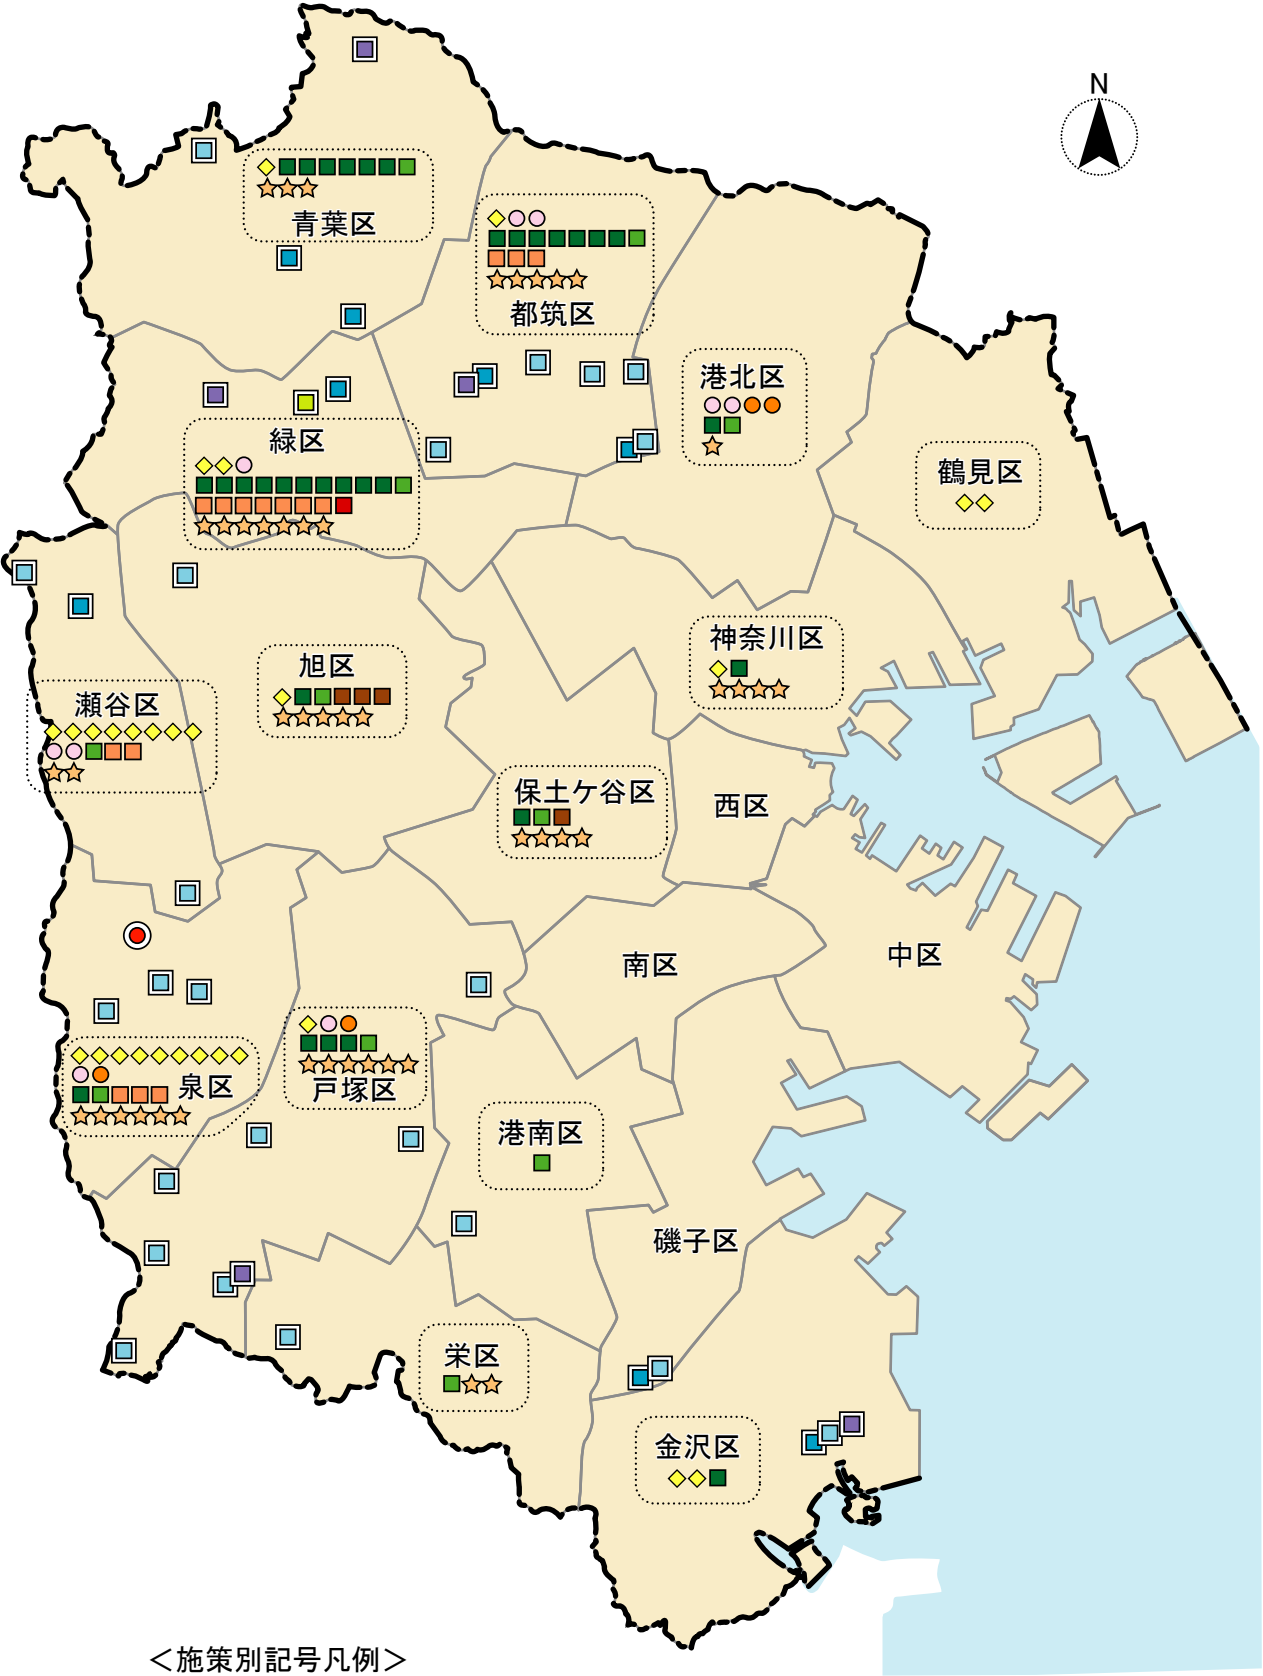 N
青葉区
都筑区
港北区
緑区
鶴見区
神奈川区
旭区
瀬谷区
保土ケ谷区
西区
南区
中区
泉区
戸塚区
港南区
磯子区
栄区
金沢区
＜施策別記号凡例＞